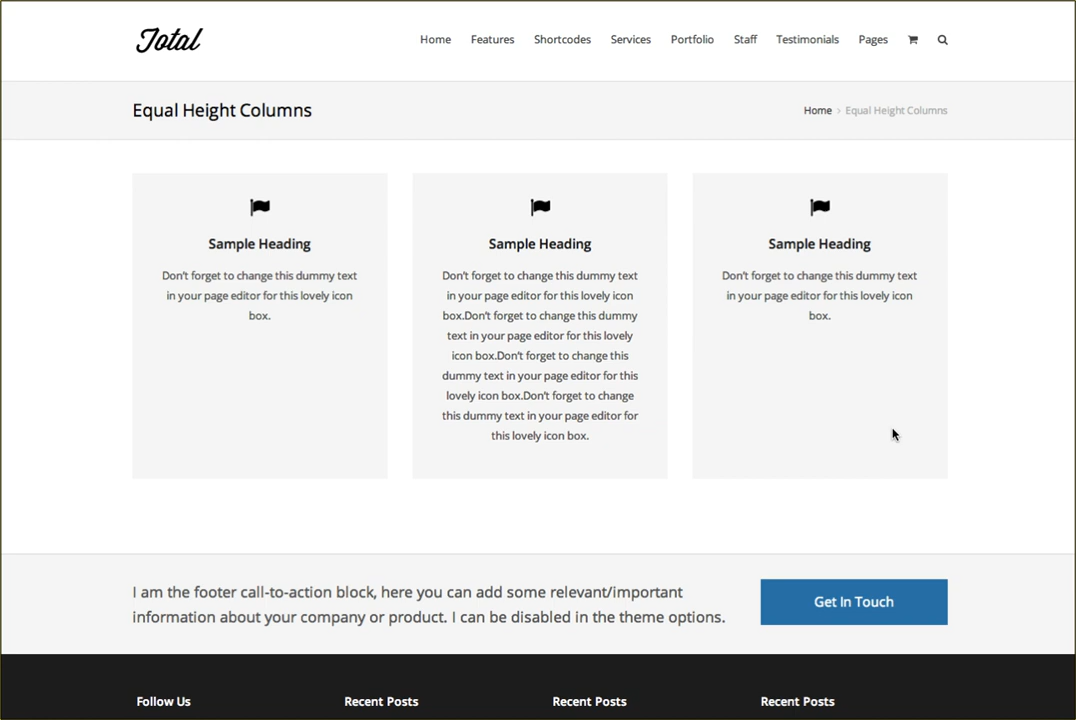 Total
Home Features Shortcodes Services Portfolio Staff Testimonials Pages
Equal Height Columns
Home › Equal Height Columns
Sample Heading
Don't forget to change this dummy text
in your page editor for this lovely icon
box.
Sample Heading
Don't forget to change this dummy text
in your page editor for this lovely icon
box.Don't forget to change this dummy
text in your page editor for this lovely
icon box.Don't forget to change this
dummy text in your page editor for this
lovely icon box.Don't forget to change
this dummy text in your page editor for
this lovely icon box.
Sample Heading
Don't forget to change this dummy text
in your page editor for this lovely icon
box.
I am the footer call-to-action block, here you can add some relevant/important
information about your company or product. I can be disabled in the theme options.
Get In Touch
Follow Us
Recent Posts
Recent Posts
Recent Posts